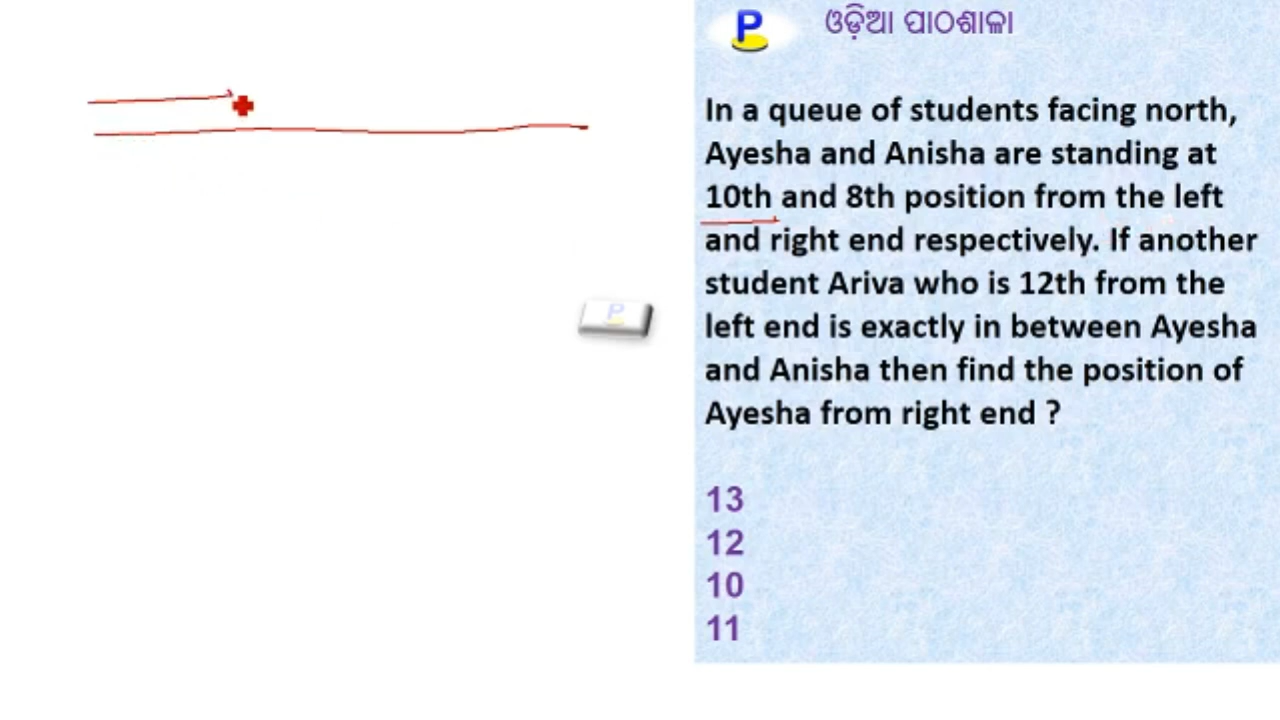 P ଓଡ଼ିଆ ପାଠଶାଳା
In a queue of students facing north,
Ayesha and Anisha are standing at
10th and 8th position from the left
and right end respectively. If another
student Ariva who is 12th from the
left end is exactly in between Ayesha
and Anisha then find the position of
Ayesha from right end ?
13
12
10
11
P